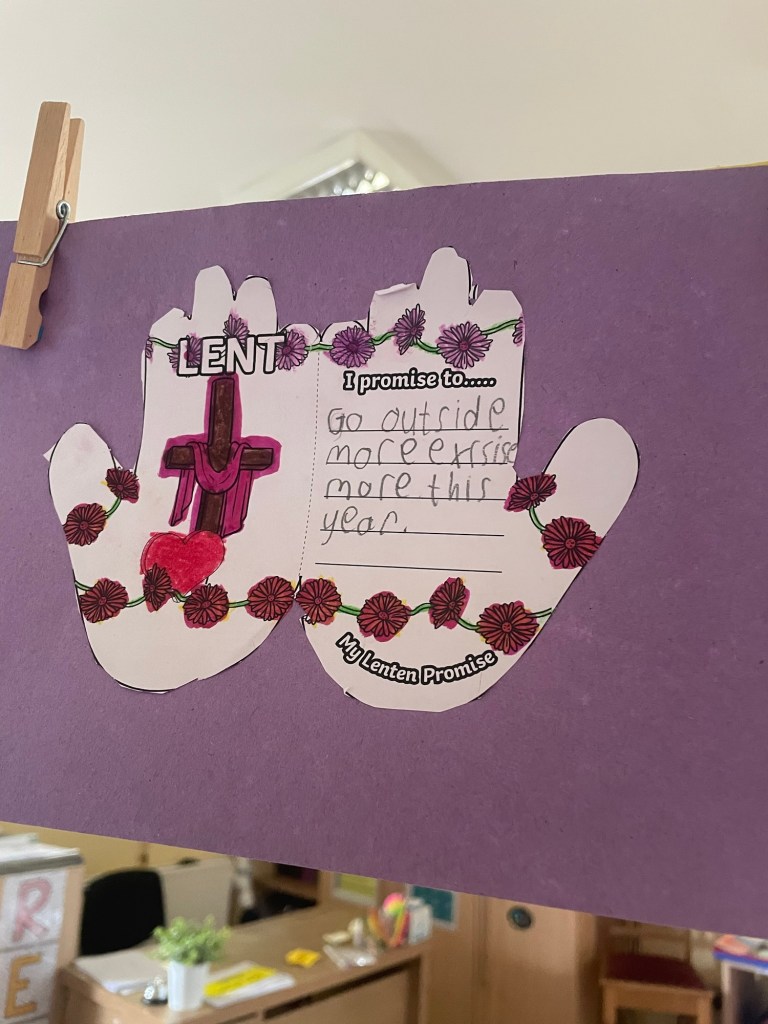 LENT
I promise to.....
Go outside
more exrsise
more this
year.
My Lenten Promise
R
E